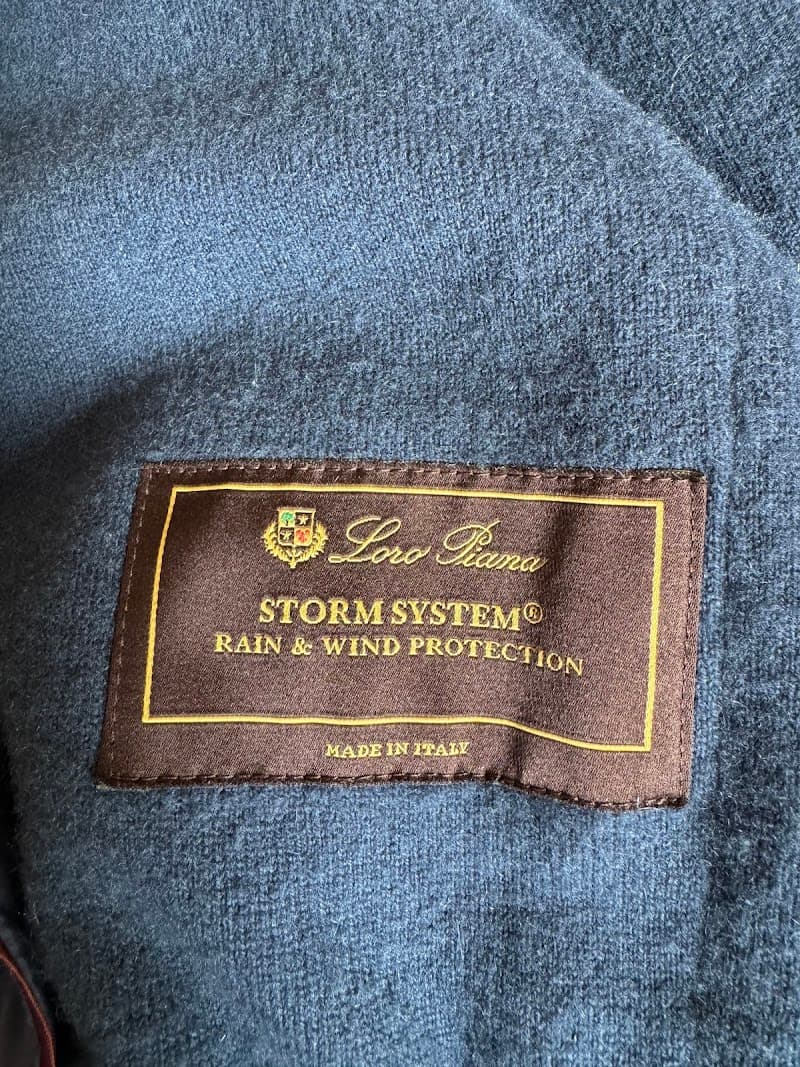 Loro Piana
STORM SYSTEM®
RAIN & WIND PROTECTION
MADE IN ITALY